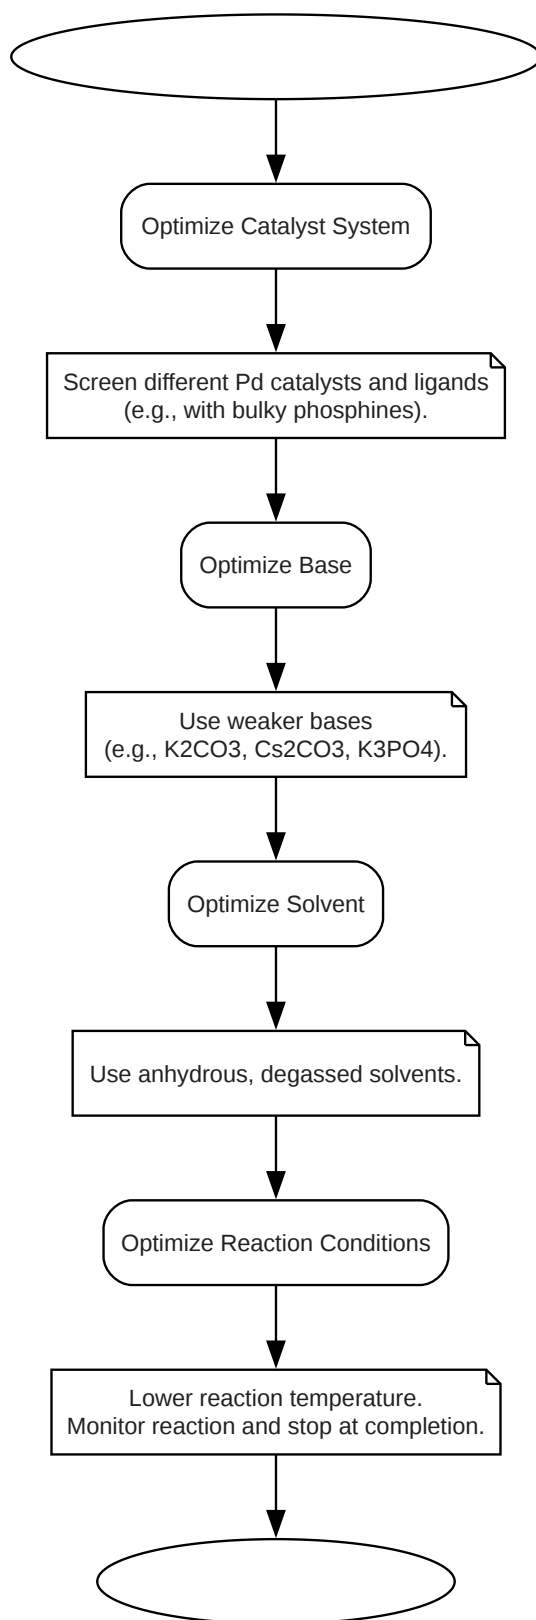 Optimize Catalyst System
Screen different Pd catalysts and ligands
(e.g., with bulky phosphines).
Optimize Base
Use weaker bases
(e.g., K2CO3, Cs2CO3, K3PO4).
Optimize Solvent
Use anhydrous, degassed solvents.
Optimize Reaction Conditions
Lower reaction temperature.
Monitor reaction and stop at completion.